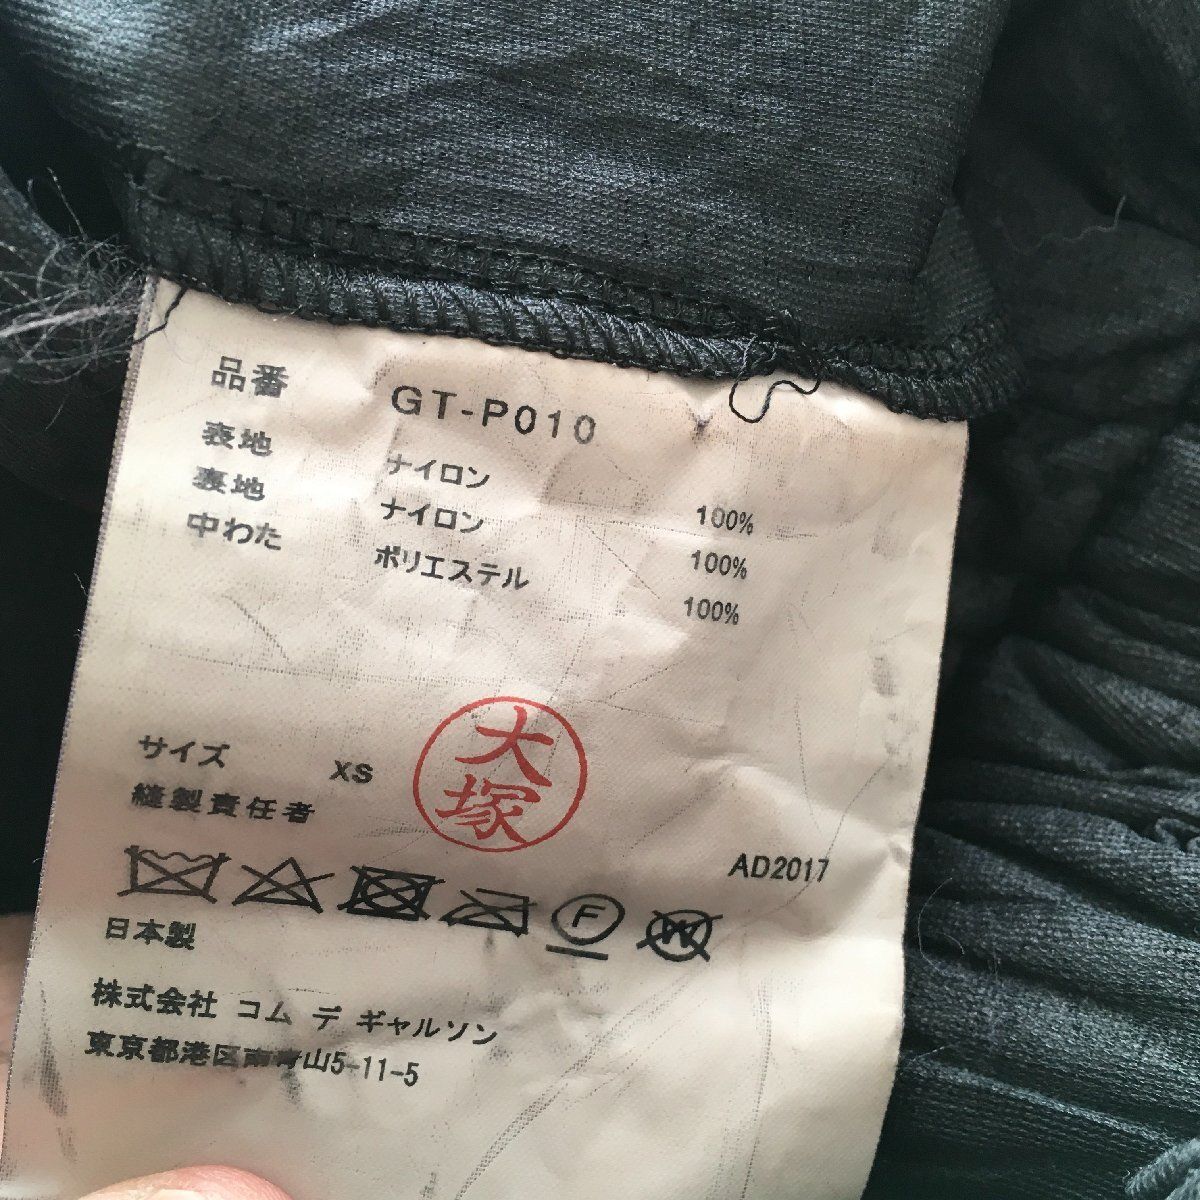 品番 GT-P010
表地 ナイロン 100%
裏地 ナイロン 100%
中わた ポリエステル 100%
サイズ XS
大塚
縫製責任者
AD2017
F W
日本製
株式会社 コム デ ギャルソン
東京都港区南青山5-11-5